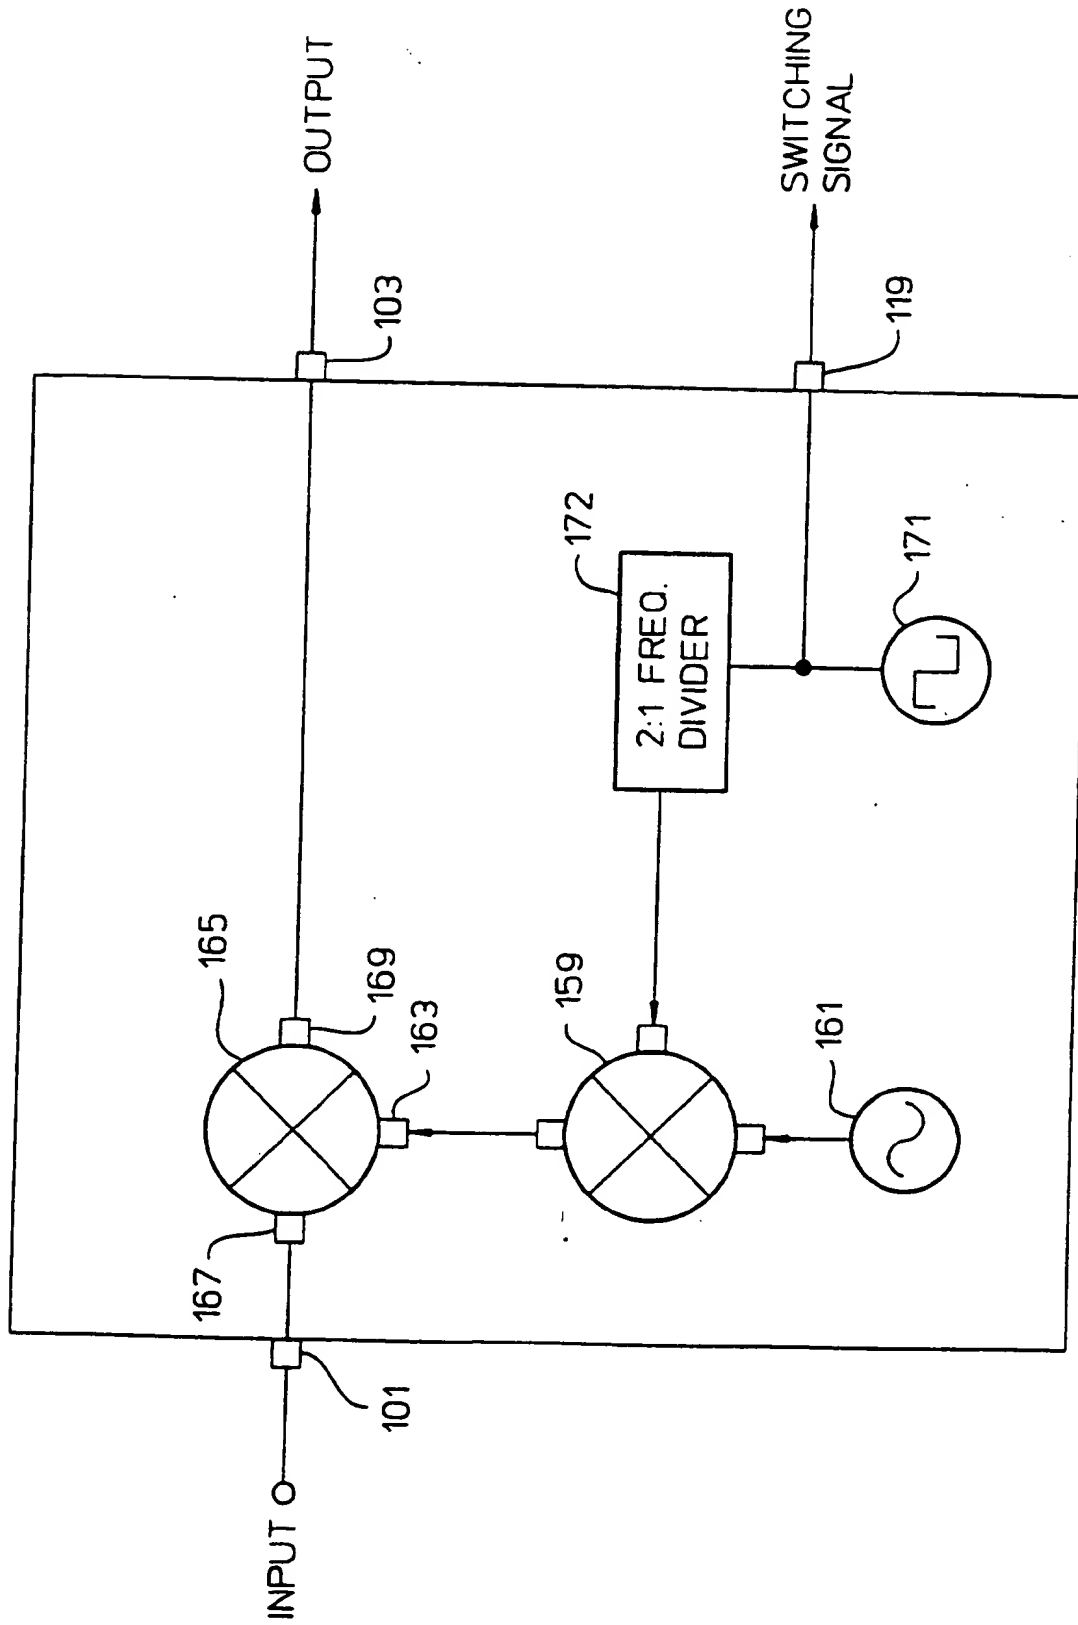 INPUT
101
167
165
169
163
159
161
2:1 FREQ.
DIVIDER
172
171
103
OUTPUT
119
SWITCHING
SIGNAL